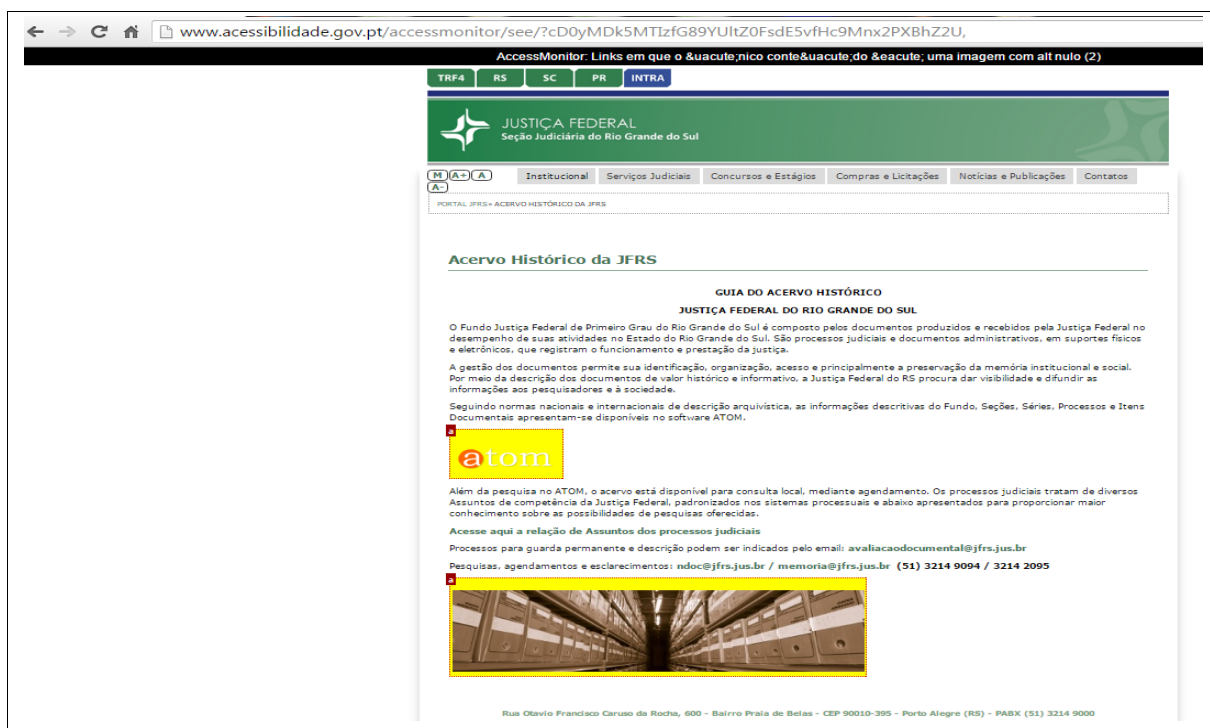 www.acessibilidade.gov.pt/accessmonitor/see/?cD0yMDk5MTIzfG89YUltZ0FsdE5vfHc9Mnx2PXBhZ2U,
AccessMonitor: Links em que o &uacute;nico conte&uacute;do &eacute; uma imagem com alt nulo (2)
TRF4 RS SC PR INTRA
JUSTIÇA FEDERAL
Seção Judiciária do Rio Grande do Sul
M A+ A Institucional Serviços Judiciais Concursos e Estágios Compras e Licitações Notícias e Publicações Contatos
A-
PORTAL JFRS» ACERVO HISTÓRICO DA JFRS
Acervo Histórico da JFRS
GUIA DO ACERVO HISTÓRICO
JUSTIÇA FEDERAL DO RIO GRANDE DO SUL
O Fundo Justiça Federal de Primeiro Grau do Rio Grande do Sul é composto pelos documentos produzidos e recebidos pela Justiça Federal no
desempenho de suas atividades no Estado do Rio Grande do Sul. São processos judiciais e documentos administrativos, em suportes físicos
e eletrônicos, que registram o funcionamento e prestação da justiça.
A gestão dos documentos permite sua identificação, organização, acesso e principalmente a preservação da memória institucional e social.
Por meio da descrição dos documentos de valor histórico e informativo, a Justiça Federal do RS procura dar visibilidade e difundir as
informações aos pesquisadores e à sociedade.
Seguindo normas nacionais e internacionais de descrição arquivística, as informações descritivas do Fundo, Seções, Séries, Processos e Itens
Documentais apresentam-se disponíveis no software ATOM.
a
atom
Além da pesquisa no ATOM, o acervo está disponível para consulta local, mediante agendamento. Os processos judiciais tratam de diversos
Assuntos de competência da Justiça Federal, padronizados nos sistemas processuais e abaixo apresentados para proporcionar maior
conhecimento sobre as possibilidades de pesquisas oferecidas.
Acesse aqui a relação de Assuntos dos processos judiciais
Processos para guarda permanente e descrição podem ser indicados pelo email: avaliacaodocumental@jfrs.jus.br
Pesquisas, agendamentos e esclarecimentos: ndoc@jfrs.jus.br / memoria@jfrs.jus.br (51) 3214 9094 / 3214 2095
a
Rua Otavio Francisco Caruso da Rocha, 600 - Bairro Praia de Belas - CEP 90010-395 - Porto Alegre (RS) - PABX (51) 3214 9000